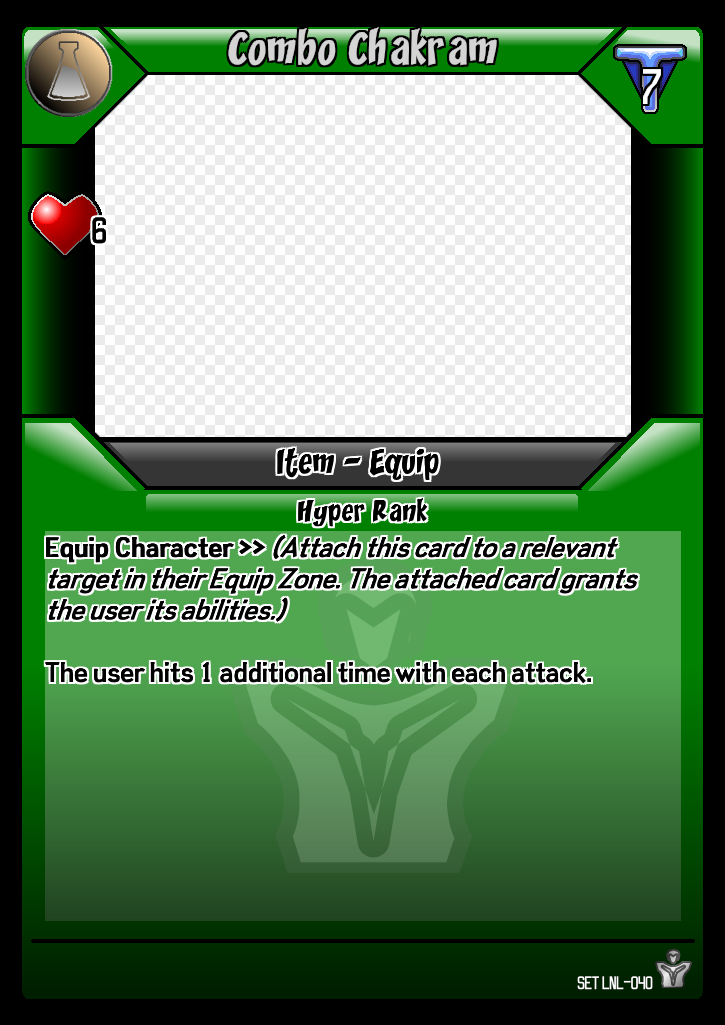 Combo Chakram
7
6
Item - Equip
Hyper Rank
Equip Character >> (Attach this card to a relevant
target in their Equip Zone. The attached card grants
the user its abilities.)
The user hits 1 additional time with each attack.
SET LNL-040